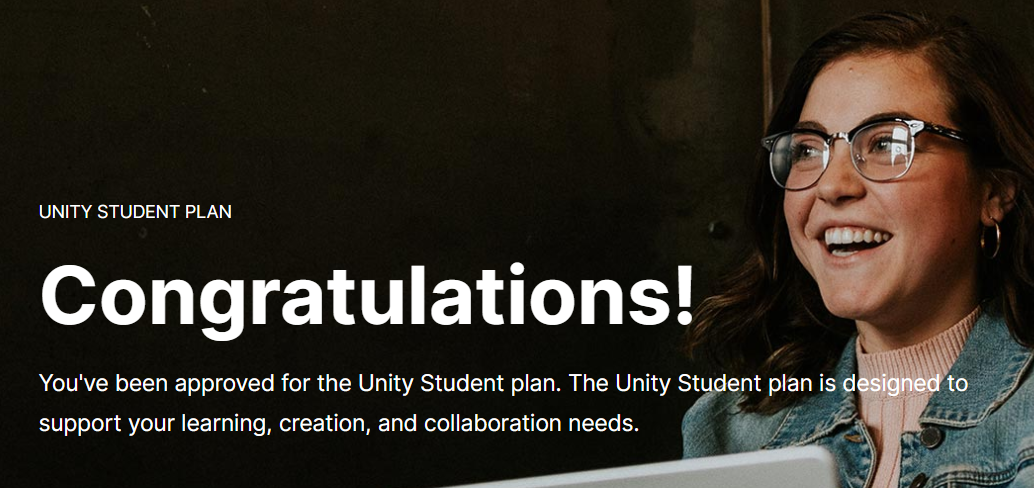 UNITY STUDENT PLAN
Congratulations!
You've been approved for the Unity Student plan. The Unity Student plan is designed to
support your learning, creation, and collaboration needs.